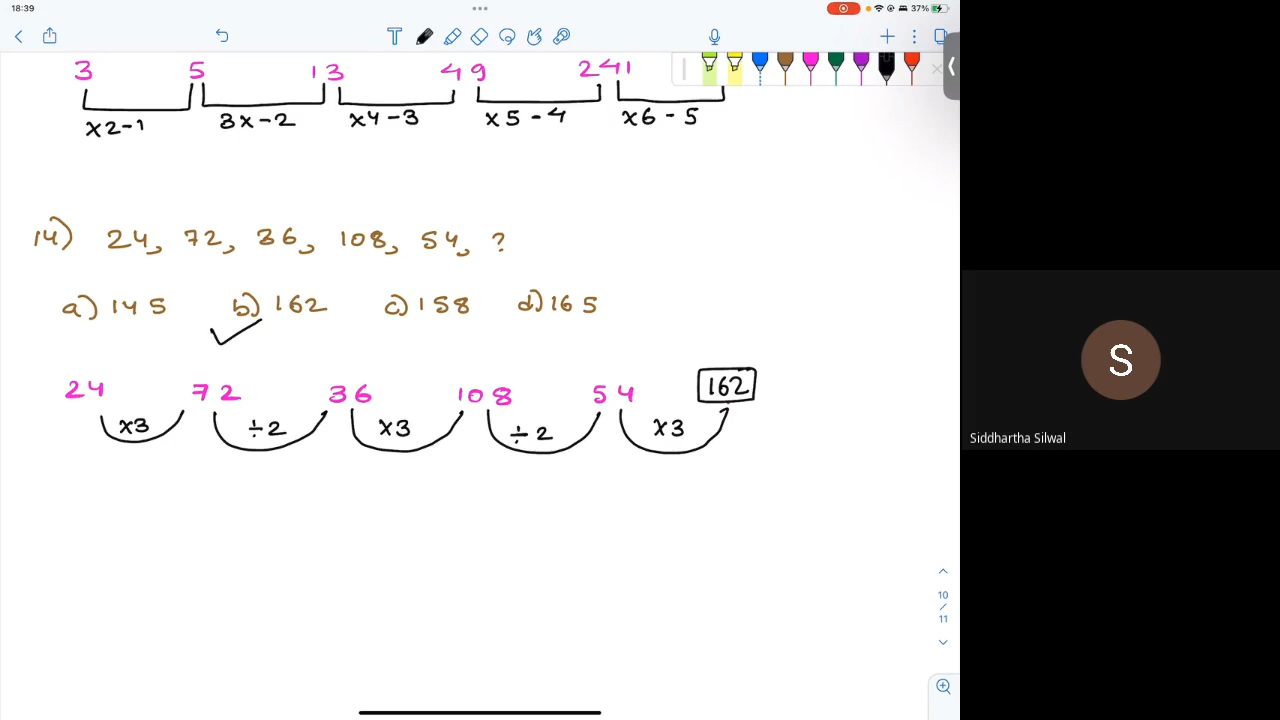 18:39
37%
3 5 13 49 241
x2-1 3x-2 x4-3 x5-4 x6-5
14) 24, 72, 36, 108, 54, ?
a) 145 b) 162 c) 158 d) 165
24 72 36 108 54 162
x3 ÷2 x3 ÷2 x3
S
Siddhartha Silwal
10
/
11